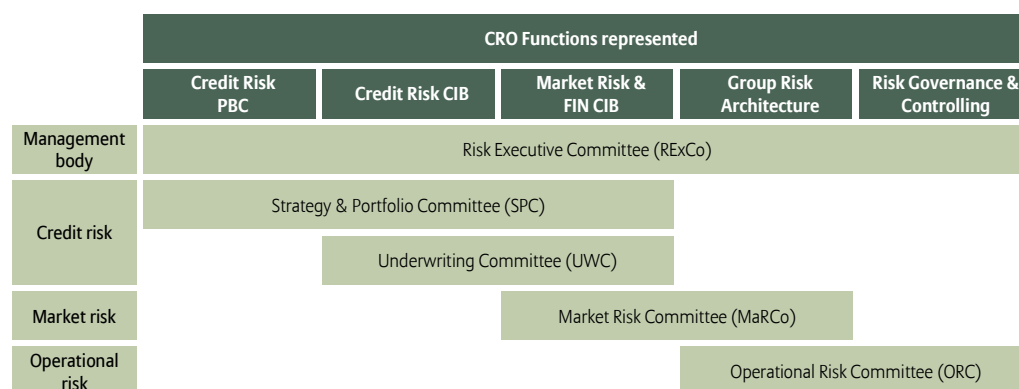 CRO Functions represented
Credit Risk
PBC
Credit Risk CIB
Market Risk &
FIN CIB
Group Risk
Architecture
Risk Governance &
Controlling
Management
body
Risk Executive Committee (RExCo)
Credit risk
Strategy & Portfolio Committee (SPC)
Underwriting Committee (UWC)
Market risk
Market Risk Committee (MaRCo)
Operational
risk
Operational Risk Committee (ORC)